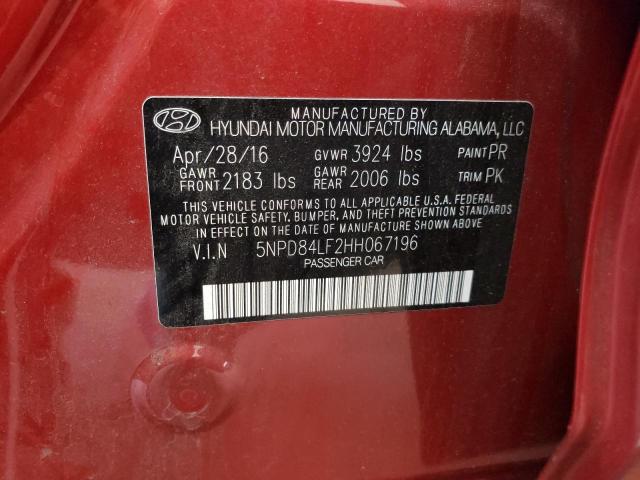 MANUFACTURED BY
HYUNDAI MOTOR MANUFACTURING ALABAMA, LLC
Apr/28/16 GVWR 3924 lbs PAINT PR
GAWR FRONT 2183 lbs GAWR REAR 2006 lbs TRIM PK
THIS VEHICLE CONFORMS TO ALL APPLICABLE U.S.A. FEDERAL
MOTOR VEHICLE SAFETY, BUMPER, AND THEFT PREVENTION STANDARDS
IN EFFECT ON THE DATE OF MANUFACTURE SHOWN ABOVE.
V.I.N 5NPD84LF2HH067196
PASSENGER CAR